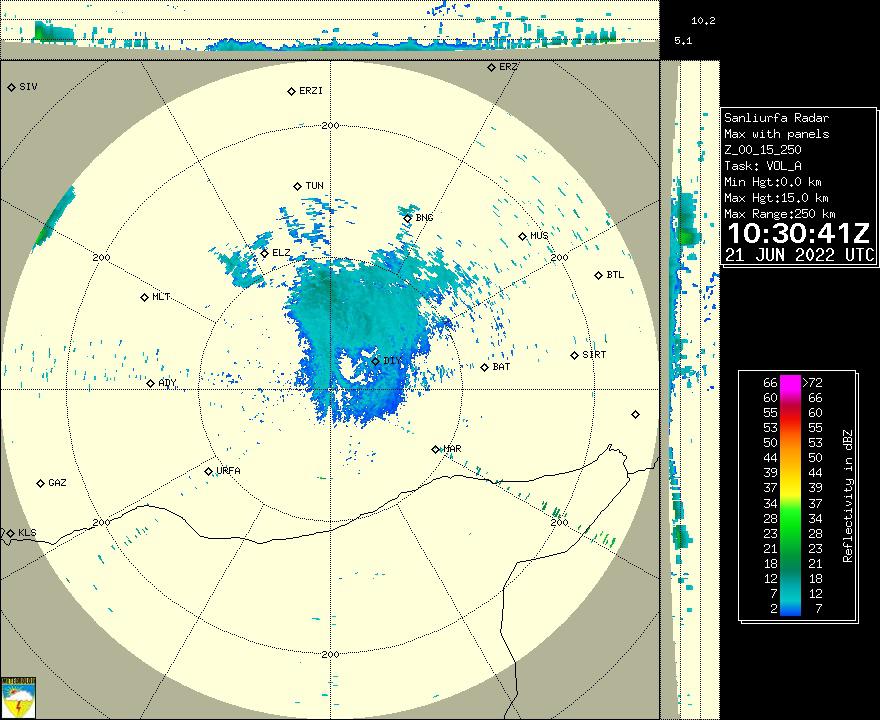 10.2
5.1
ERZ
SIV
ERZI
200
TUN
BNG
MUS
ELZ
200
200
BTL
MLT
DIY
SIRT
BAT
ADY
MAR
URFA
GAZ
200
200
KLS
200
Sanliurfa Radar
Max with panels
Z_00_15_250
Task: VOL_A
Min Hgt:0.0 km
Max Hgt:15.0 km
Max Range:250 km
10:30:41Z
21 JUN 2022 UTC
66 >72
60 66
55 60
53 55
50 53
44 50
39 44
37 39
34 37
28 34
23 28
21 23
18 21
12 18
7 12
2 7
Reflectivity in dBZ